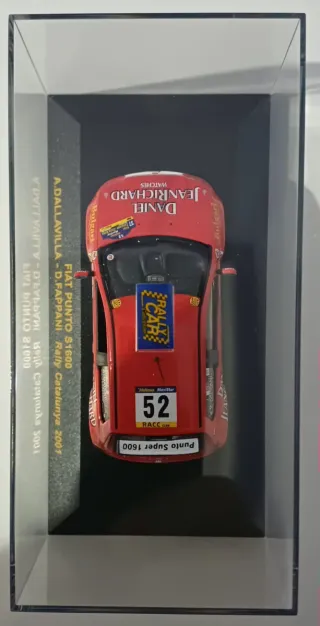 FIAT PUNTO S1600
A.DALLAVILLA - D.FAPPANI - Rally Catalunya 2001
DANIEL
JEANRICHARD
WATCHES
RALLY
CAR
52
RACC
Punto Super 1600